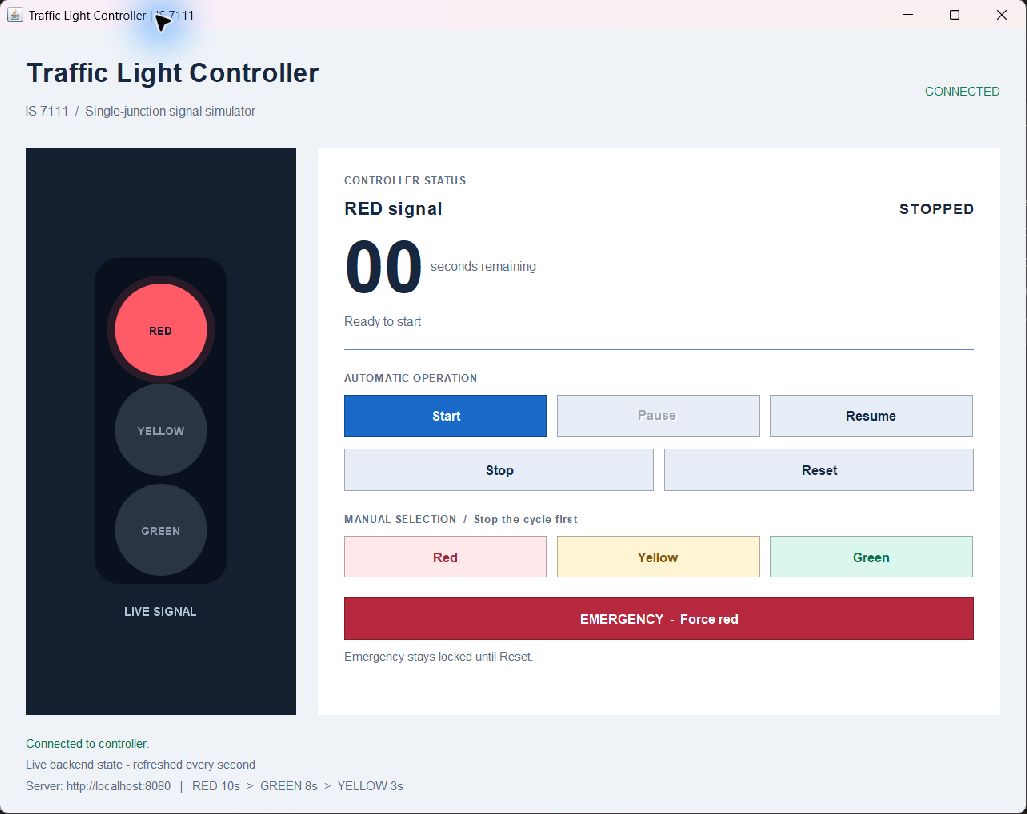 Traffic Light Controller | IS 7111
Traffic Light Controller
IS 7111 / Single-junction signal simulator
CONNECTED
RED
YELLOW
GREEN
LIVE SIGNAL
CONTROLLER STATUS
RED signal
STOPPED
00 seconds remaining
Ready to start
AUTOMATIC OPERATION
Start Pause Resume
Stop Reset
MANUAL SELECTION / Stop the cycle first
Red Yellow Green
EMERGENCY - Force red
Emergency stays locked until Reset.
Connected to controller.
Live backend state - refreshed every second
Server: http://localhost:8080 | RED 10s > GREEN 8s > YELLOW 3s